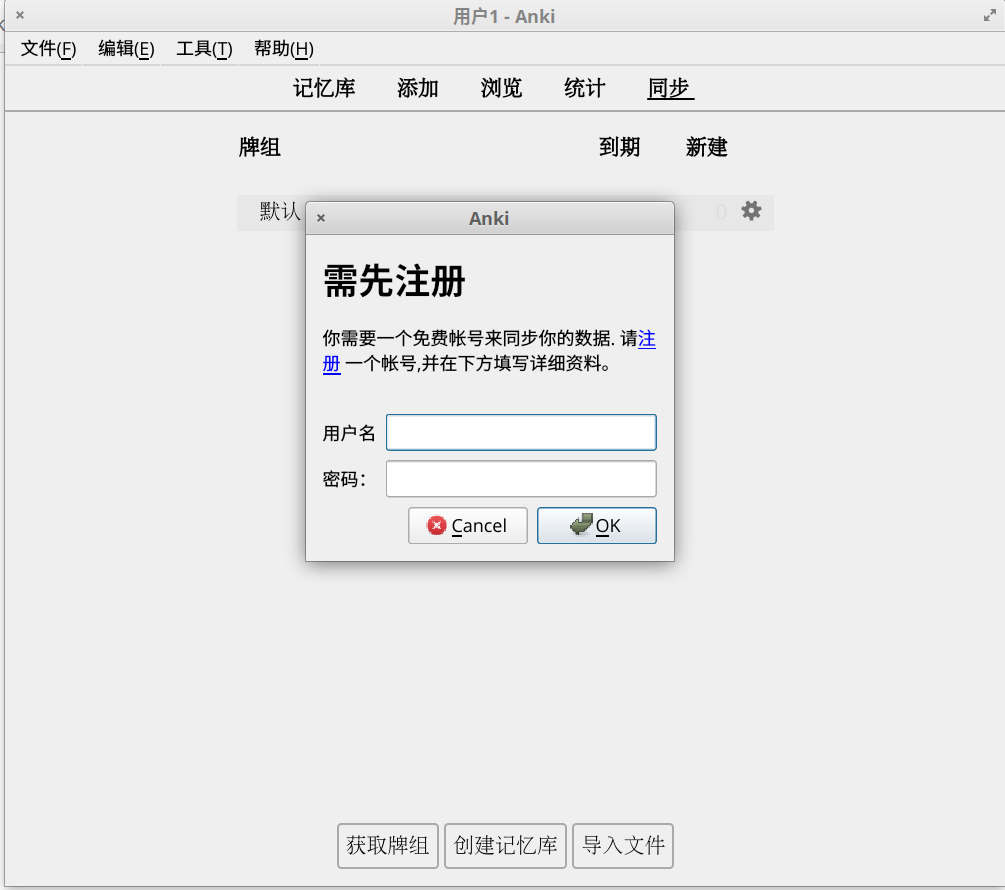 用户1 - Anki
文件(F) 编辑(E) 工具(T) 帮助(H)
记忆库 添加 浏览 统计 同步
牌组 到期 新建
默认 0
Anki
需先注册
你需要一个免费帐号来同步你的数据. 请注
册 一个帐号,并在下方填写详细资料。
用户名
密码：
Cancel OK
获取牌组 创建记忆库 导入文件